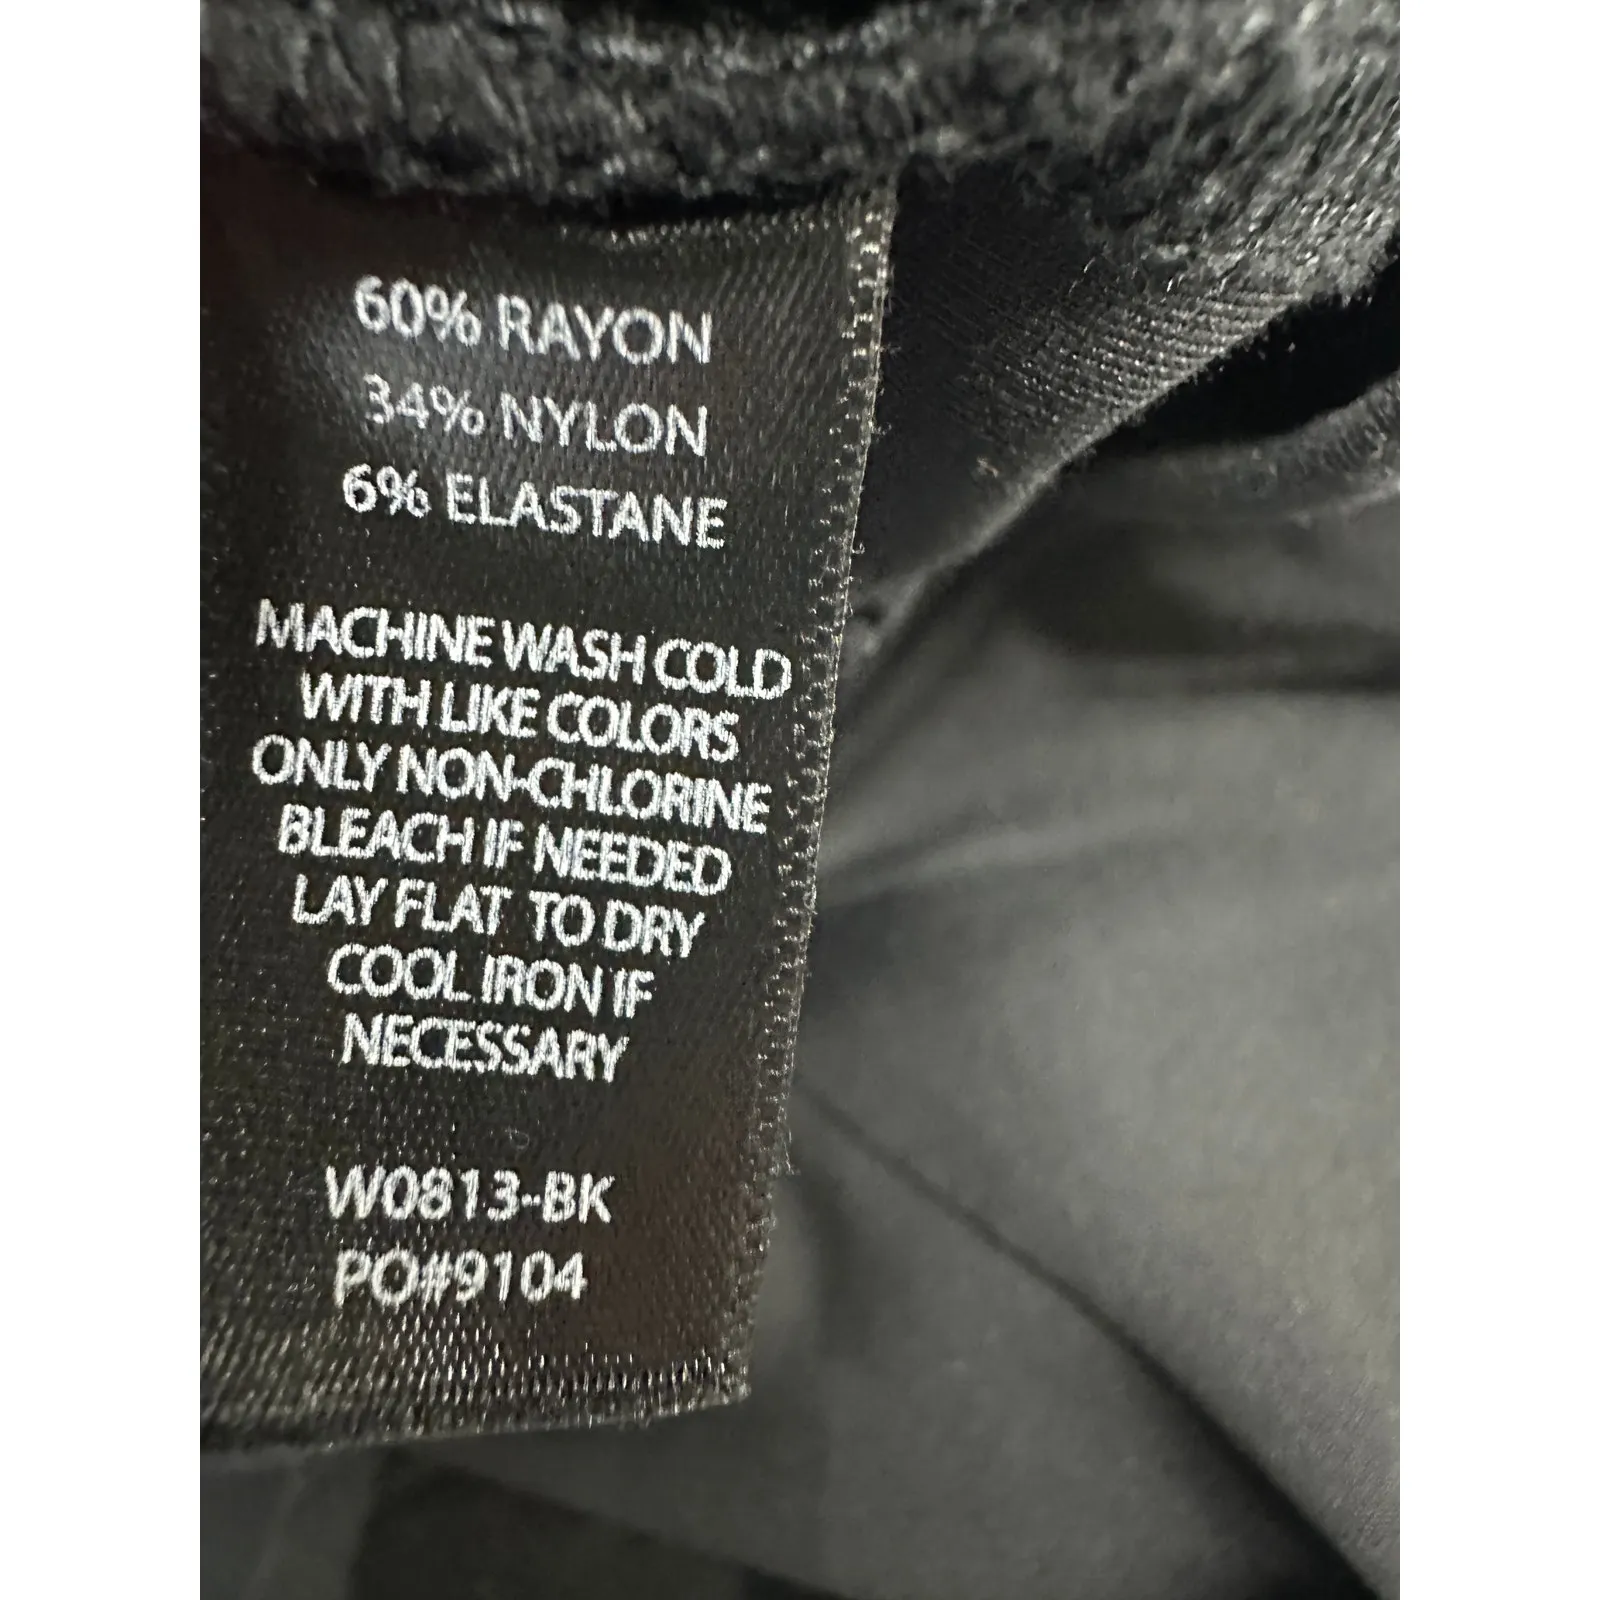 60% RAYON
34% NYLON
6% ELASTANE
MACHINE WASH COLD
WITH LIKE COLORS
ONLY NON-CHLORINE
BLEACH IF NEEDED
LAY FLAT TO DRY
COOL IRON IF
NECESSARY
W0813-BK
PO#9104